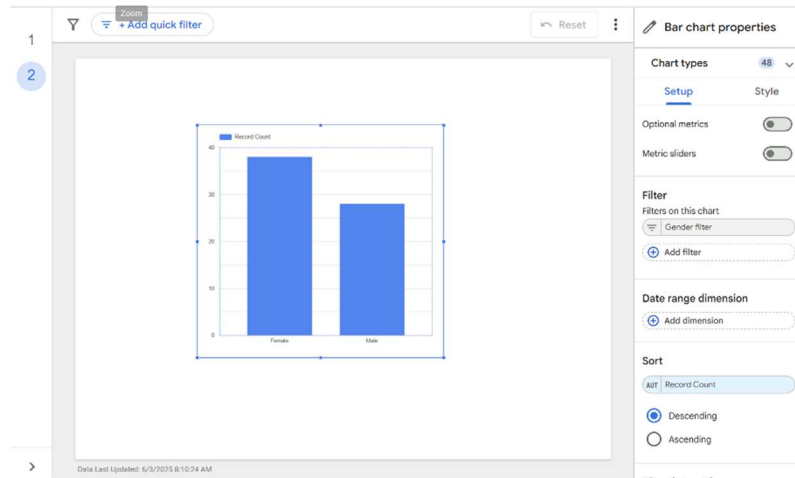 Zoom
+ Add quick filter
Reset
1
2
Record Count
40
30
20
10
0
Female
Male
Data Last Updated: 6/3/2025 8:10:24 AM
Bar chart properties
Chart types
48
Setup
Style
Optional metrics
Metric sliders
Filter
Filters on this chart
Gender filter
Add filter
Date range dimension
Add dimension
Sort
AUT Record Count
Descending
Ascending